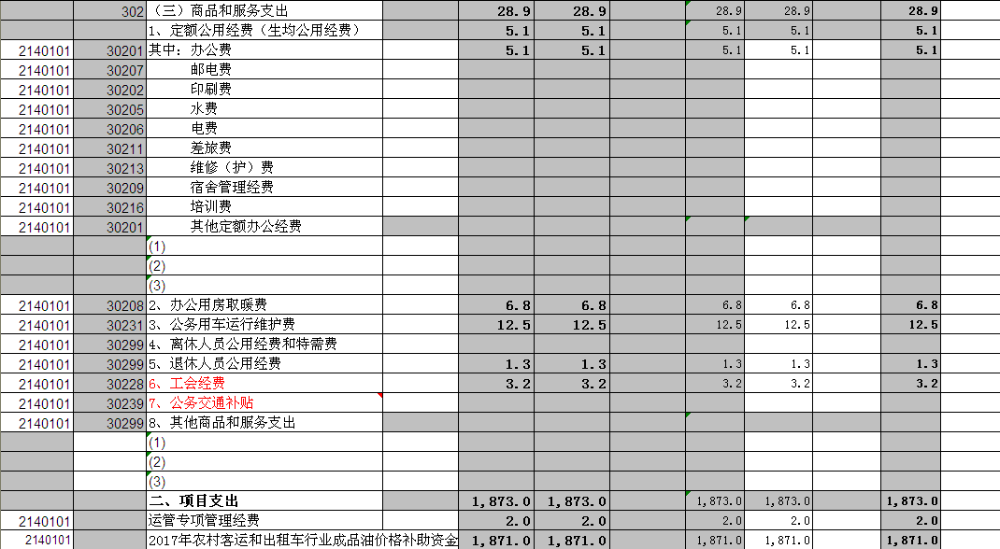 302 （三）商品和服务支出 28.9 28.9 28.9 28.9 28.9
1、定额公用经费（生均公用经费） 5.1 5.1 5.1 5.1 5.1
2140101 30201 其中：办公费 5.1 5.1 5.1 5.1 5.1
2140101 30207 邮电费
2140101 30202 印刷费
2140101 30205 水费
2140101 30206 电费
2140101 30211 差旅费
2140101 30213 维修（护）费
2140101 30209 宿舍管理经费
2140101 30216 培训费
2140101 30201 其他定额办公经费
(1)
(2)
(3)
2140101 30208 2、办公用房取暖费 6.8 6.8 6.8 6.8 6.8
2140101 30231 3、公务用车运行维护费 12.5 12.5 12.5 12.5 12.5
2140101 30299 4、离休人员公用经费和特需费
2140101 30299 5、退休人员公用经费 1.3 1.3 1.3 1.3 1.3
2140101 30228 6、工会经费 3.2 3.2 3.2 3.2 3.2
2140101 30239 7、公务交通补贴
2140101 30299 8、其他商品和服务支出
(1)
(2)
(3)
二、项目支出 1,873.0 1,873.0 1,873.0 1,873.0 1,873.0
2140101 运管专项管理经费 2.0 2.0 2.0 2.0 2.0
2140101 2017年农村客运和出租车行业成品油价格补助资金 1,871.0 1,871.0 1,871.0 1,871.0 1,871.0